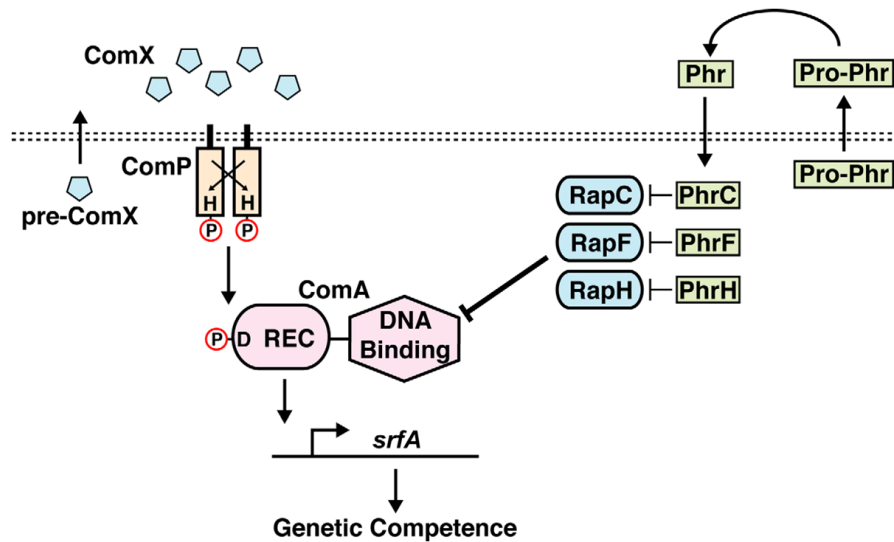 ComX
Phr
Pro-Phr
ComP
H H
P P
pre-ComX
Pro-Phr
RapC
PhrC
RapF
PhrF
RapH
PhrH
ComA
P D REC
DNA
Binding
srfA
Genetic Competence